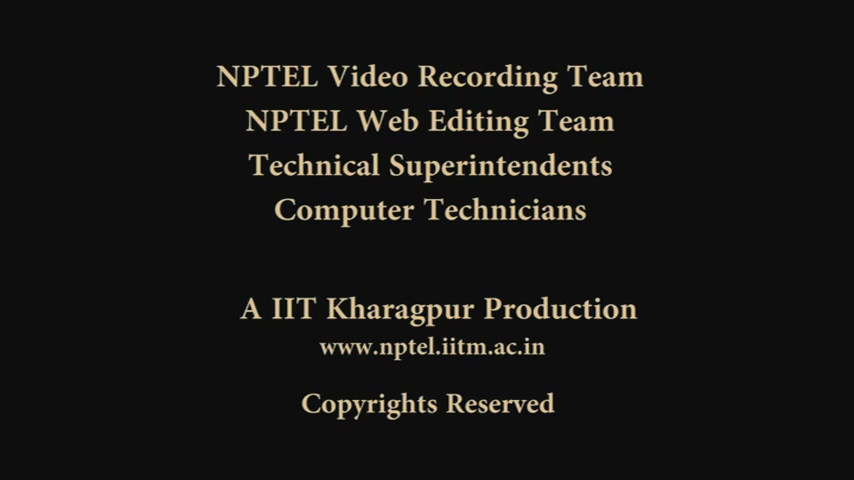 NPTEL Video Recording Team
NPTEL Web Editing Team
Technical Superintendents
Computer Technicians
A IIT Kharagpur Production
www.nptel.iitm.ac.in
Copyrights Reserved